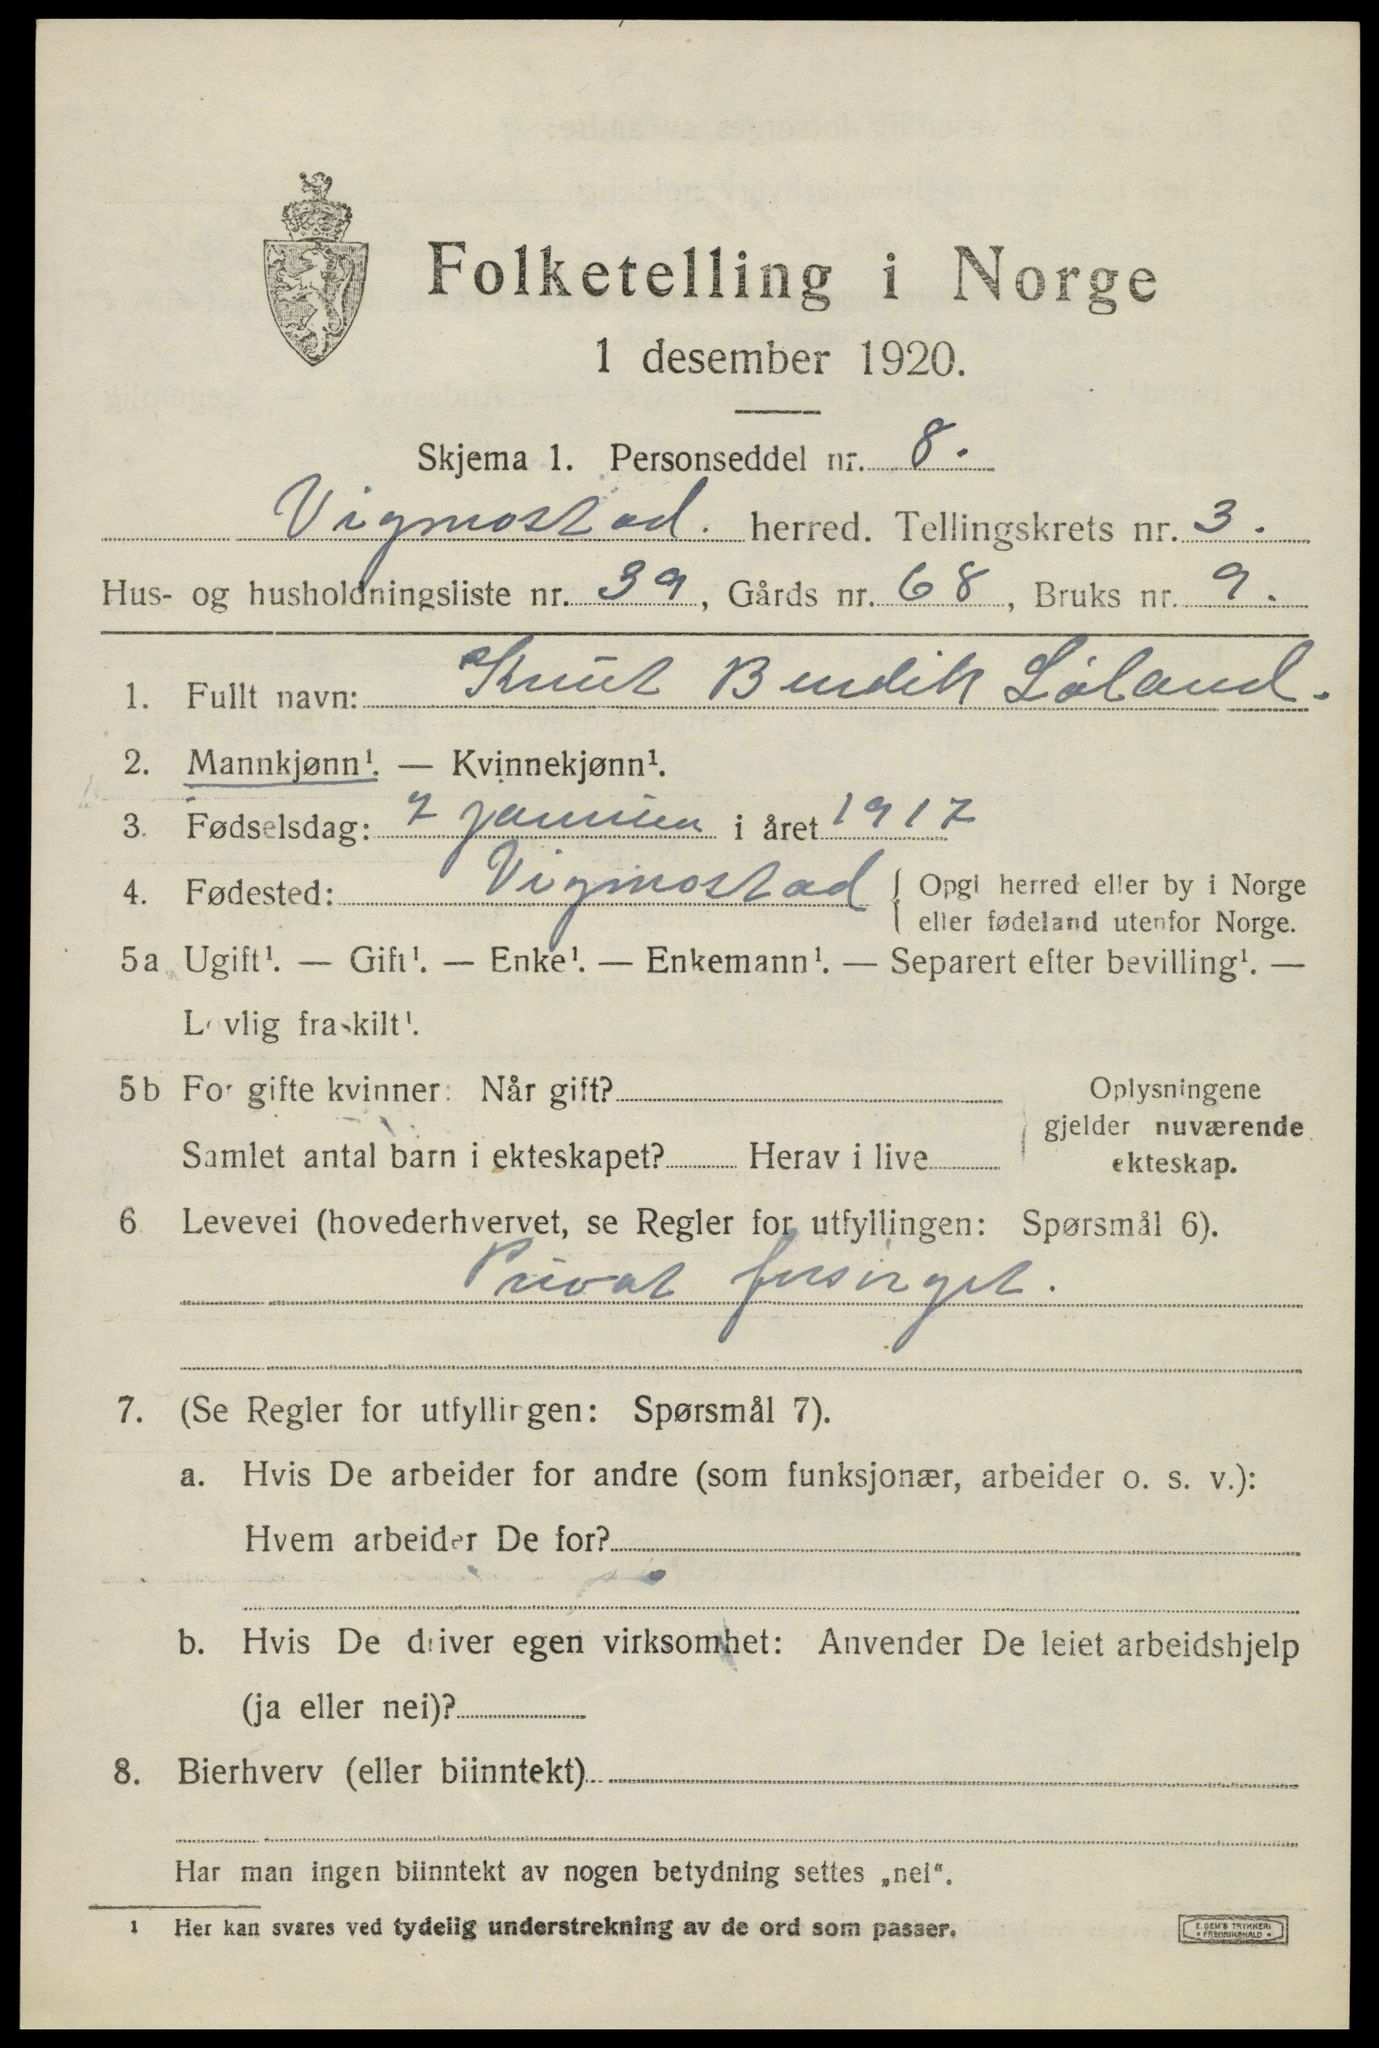 Folketelling i Norge
1 desember 1920.
Skjema 1. Personseddel nr. 8.
Vigmostad. herred. Tellingskrets nr. 3.
Hus- og husholdningsliste nr. 39, Gårds nr. 68, Bruks nr. 9.
1. Fullt navn: Knut Bendik Løland.
2. Mannkjønn¹. — Kvinnekjønn¹.
3. Fødselsdag: 7 januar i året 1917
4. Fødested: Vigmostad { Opgi herred eller by i Norge
eller fødeland utenfor Norge.
5a Ugift¹. — Gift¹. — Enke¹. — Enkemann¹. — Separert efter bevilling¹. —
Lovlig fraskilt¹.
5b For gifte kvinner: Når gift?
Samlet antal barn i ekteskapet? Herav i live
Oplysningene
gjelder nuværende
ekteskap.
6 Levevei (hovederhvervet, se Regler for utfyllingen: Spørsmål 6).
Privat forsørget.
7. (Se Regler for utfyllingen: Spørsmål 7).
a. Hvis De arbeider for andre (som funksjonær, arbeider o. s. v.):
Hvem arbeider De for?
b. Hvis De driver egen virksomhet: Anvender De leiet arbeidshjelp
(ja eller nei)?
8. Bierhverv (eller biinntekt)
Har man ingen biinntekt av nogen betydning settes „nei“.
1 Her kan svares ved tydelig understrekning av de ord som passer.
E. SEM'S TRYKKERI
FREDRIKSHALD